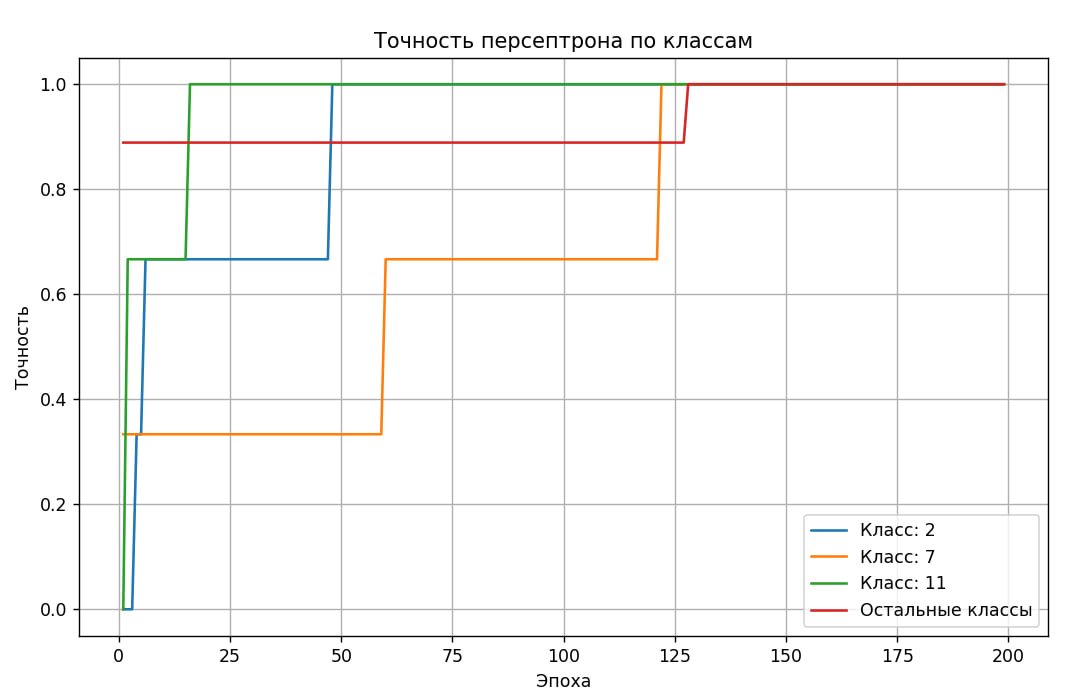 Точность персептрона по классам
Точность
1.0
0.8
0.6
0.4
0.2
0.0
0 25 50 75 100 125 150 175 200
Эпоха
Класс: 2
Класс: 7
Класс: 11
Остальные классы